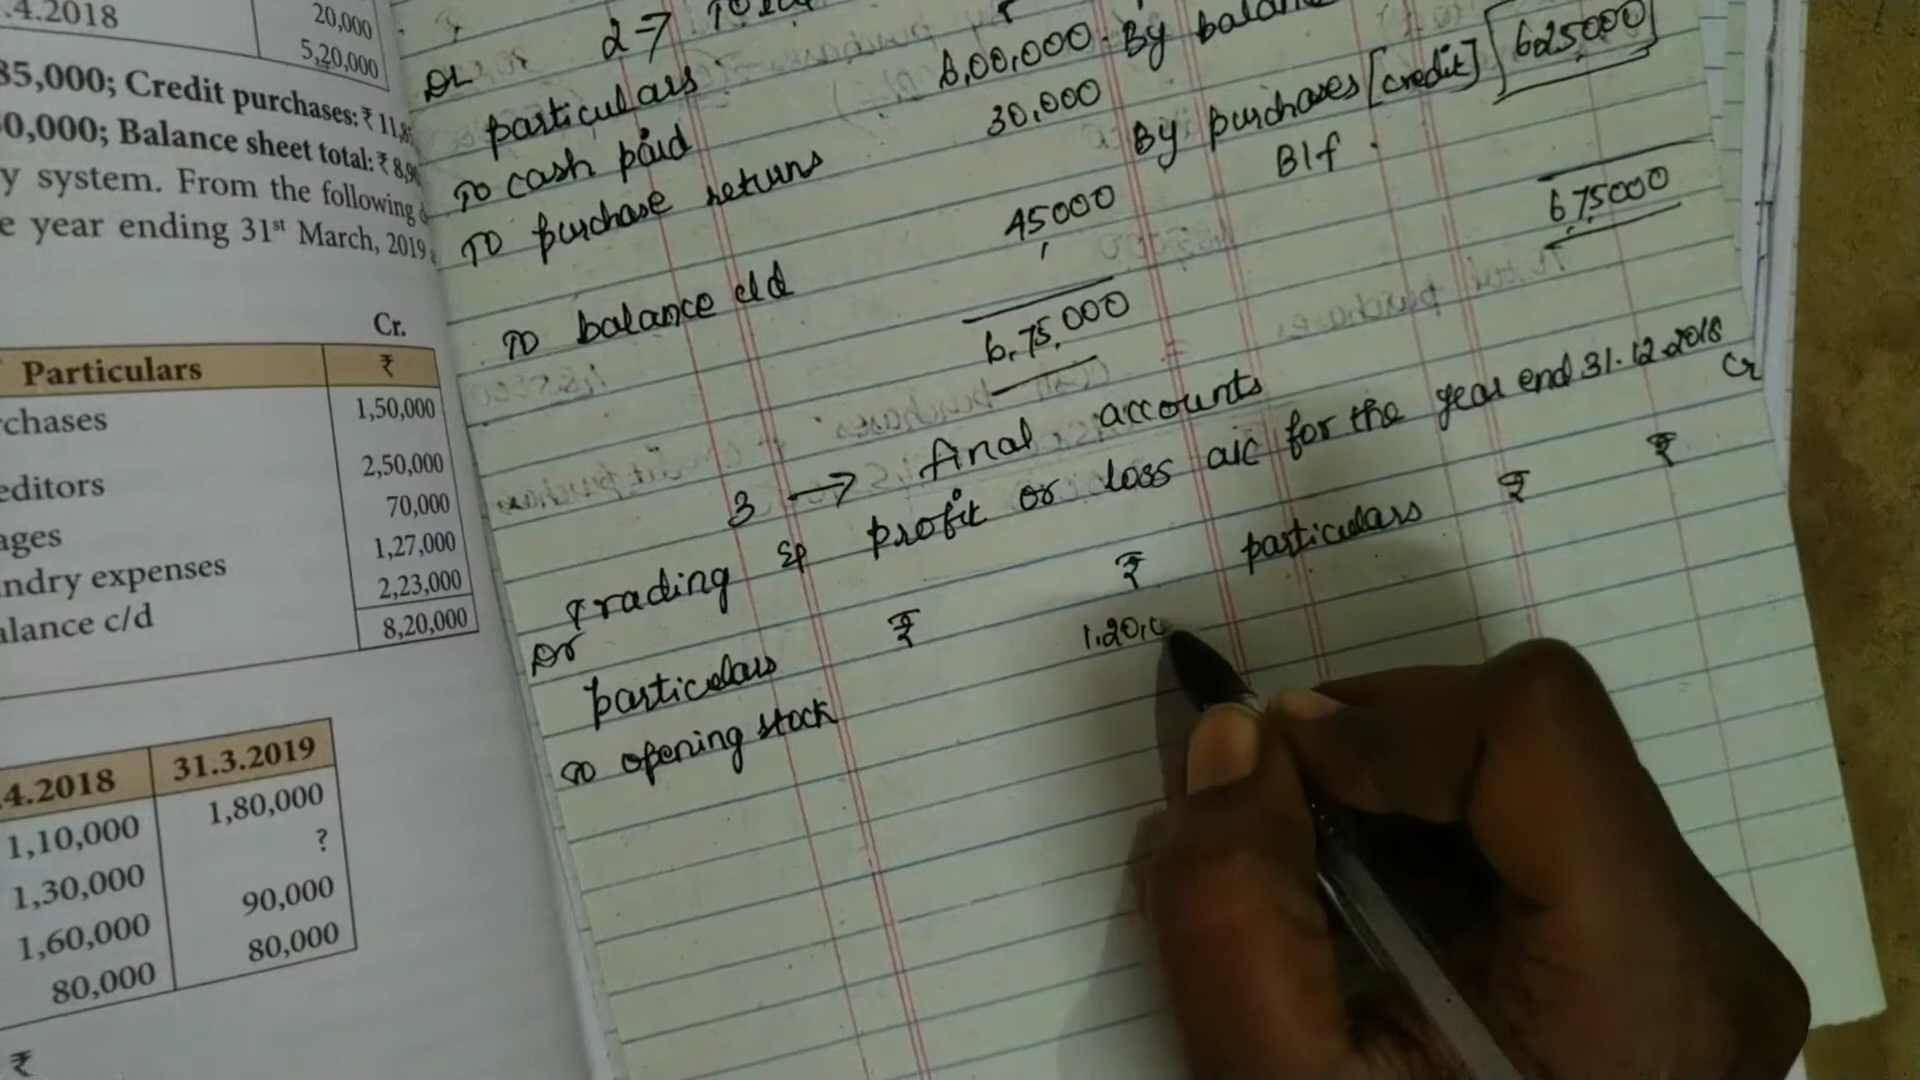 .4.2018
20,000
5,20,000
85,000; Credit purchases: ₹ 11,8
0,000; Balance sheet total: ₹ 8,9
y system. From the following
e year ending 31st March, 2019
Cr.
Particulars ₹
rchases 1,50,000
editors 2,50,000
ages 70,000
ndry expenses 1,27,000
alance c/d 2,23,000
8,20,000
.4.2018 31.3.2019
1,10,000 1,80,000
1,30,000 ?
1,60,000 90,000
80,000 80,000
₹
2 → Total
Dr
particulars
To cash paid 6,00,000 By balan
To purchase returns 30,000 By purchases [credit] 625000
B/f
To balance c/d 45000
6,75,000 675000
3 → final accounts
Trading & profit or loss a/c for the year end 31.12.2018
Dr Cr
particulars ₹ ₹ particulars ₹ ₹
To opening stock 1,20,0